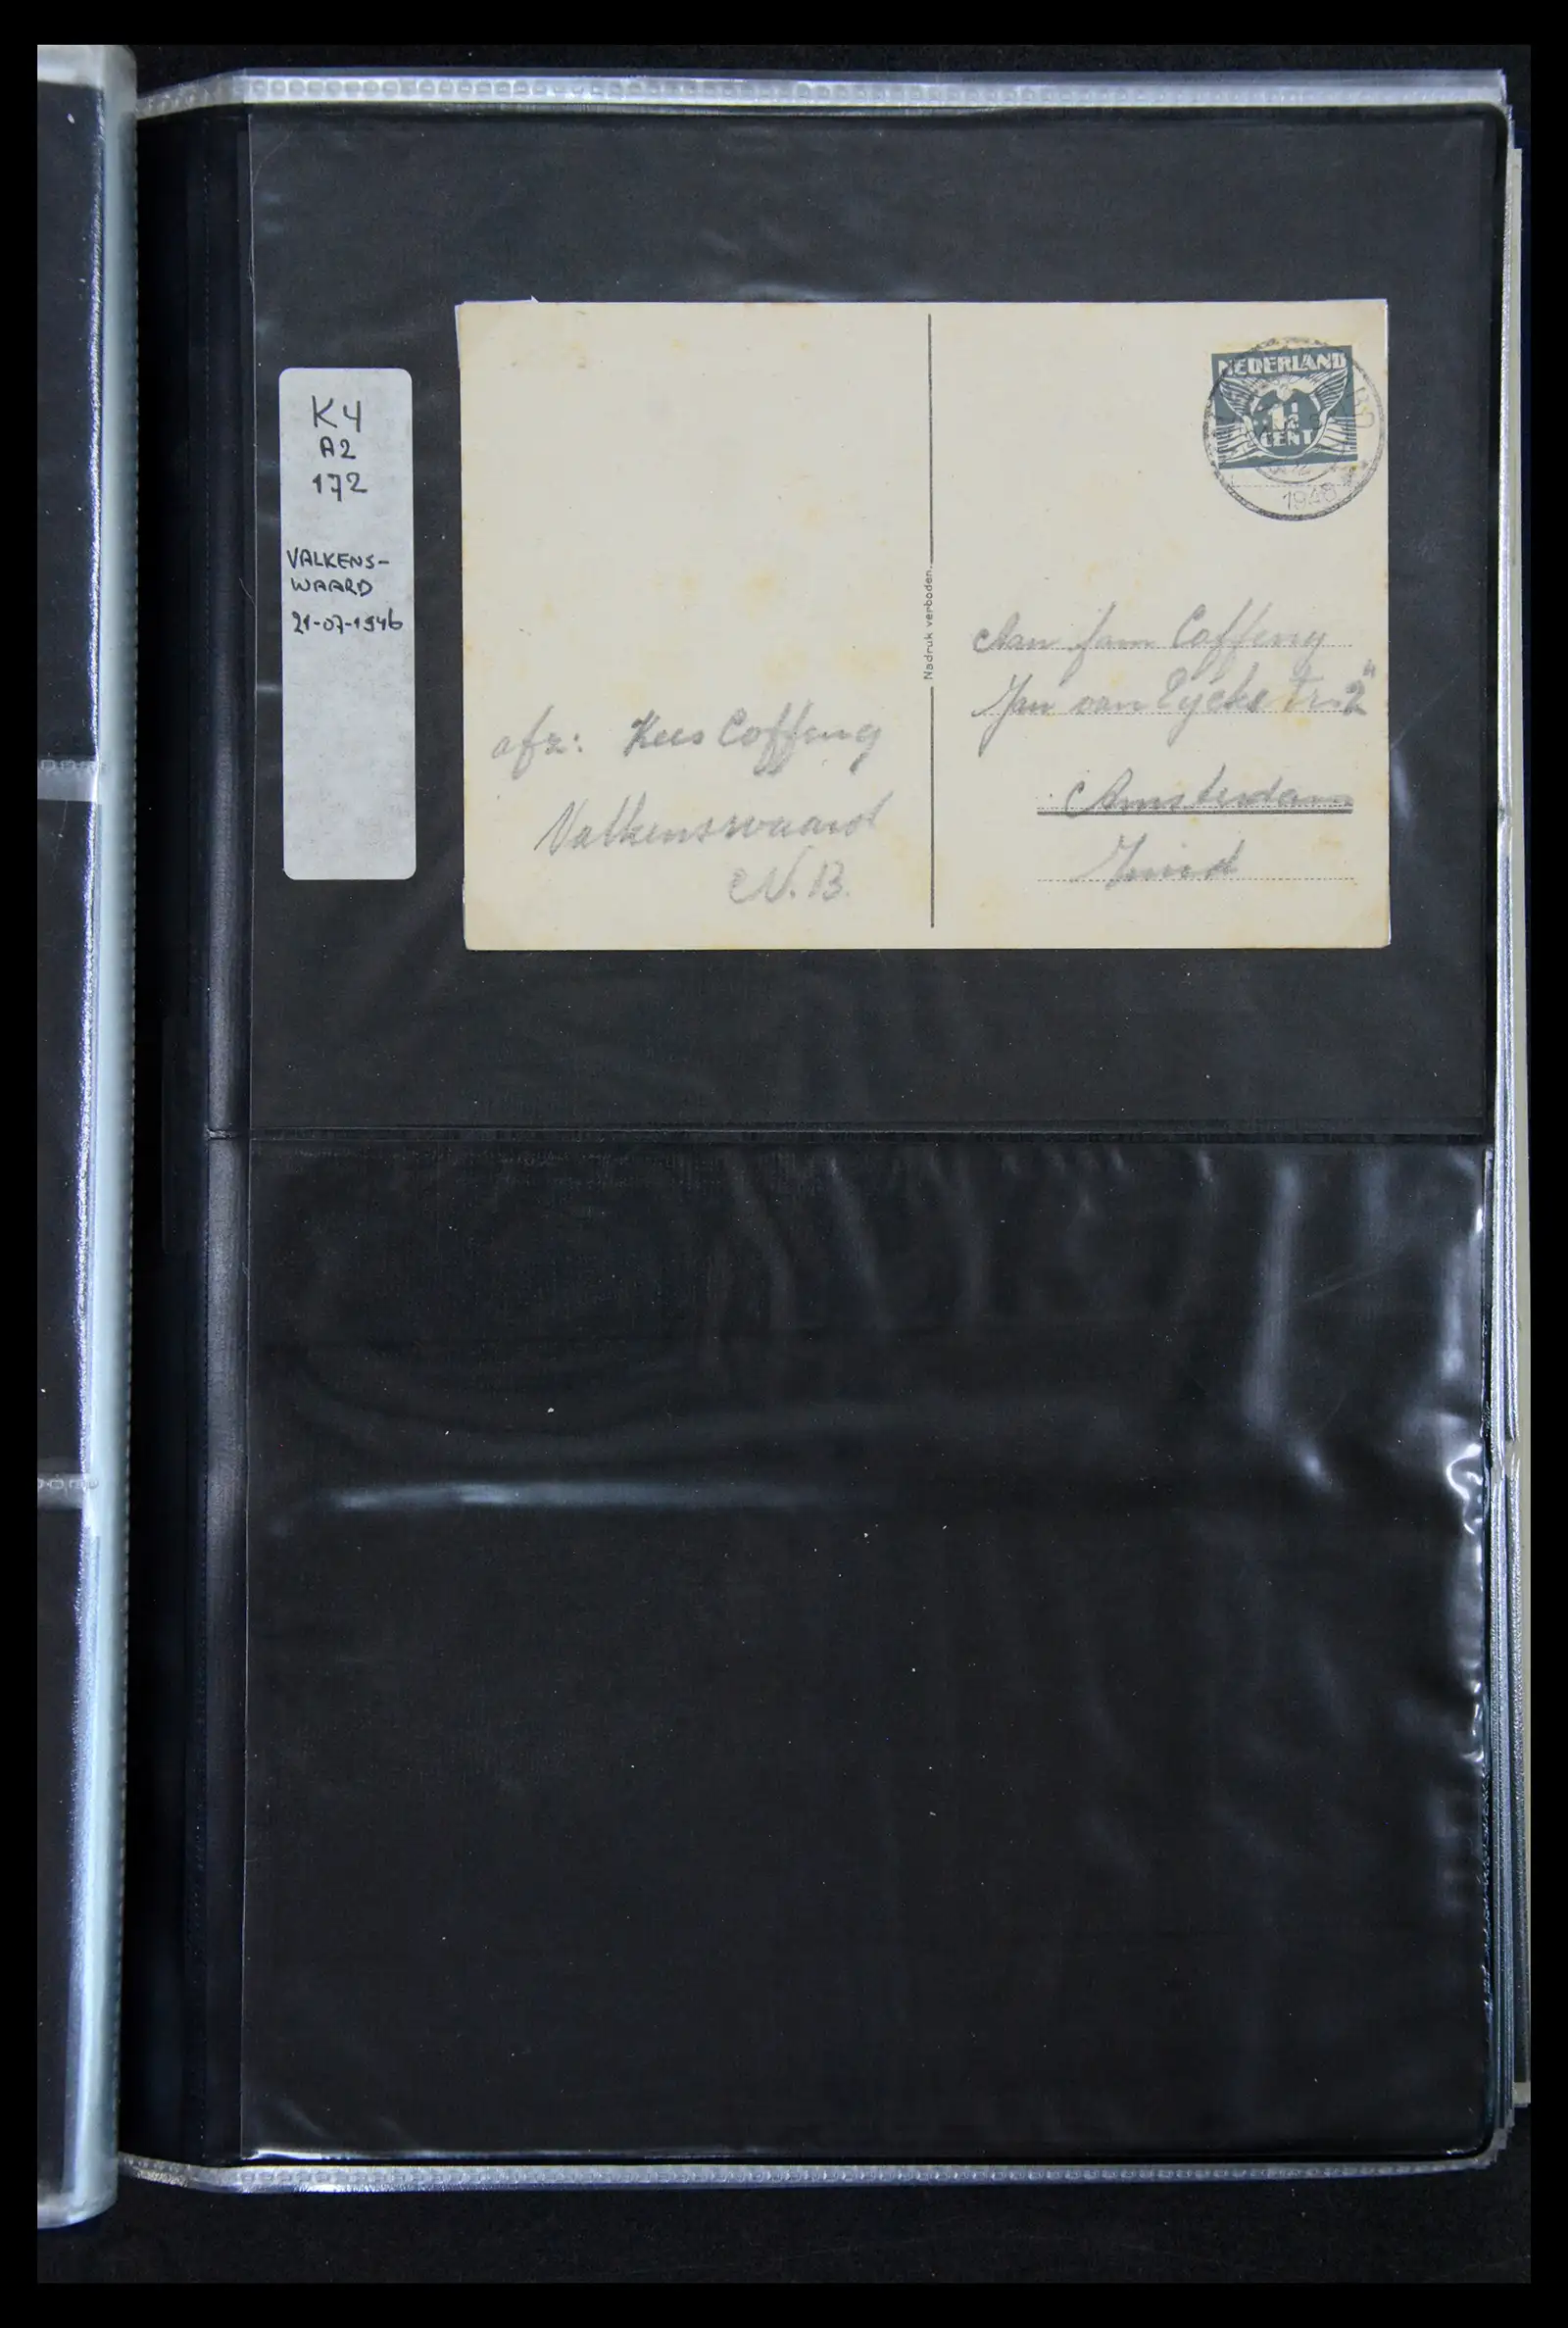 K4
A2
172
VALKENS-
WAARD
21-07-1946
NEDERLAND
1½
CENT
1946
Nadruk verboden.
Aan fam Coffeng
Jan van Eyckstr. 2"
Amsterdam
Zuid
afz: Kees Coffeng
Valkenswaard
N. B.